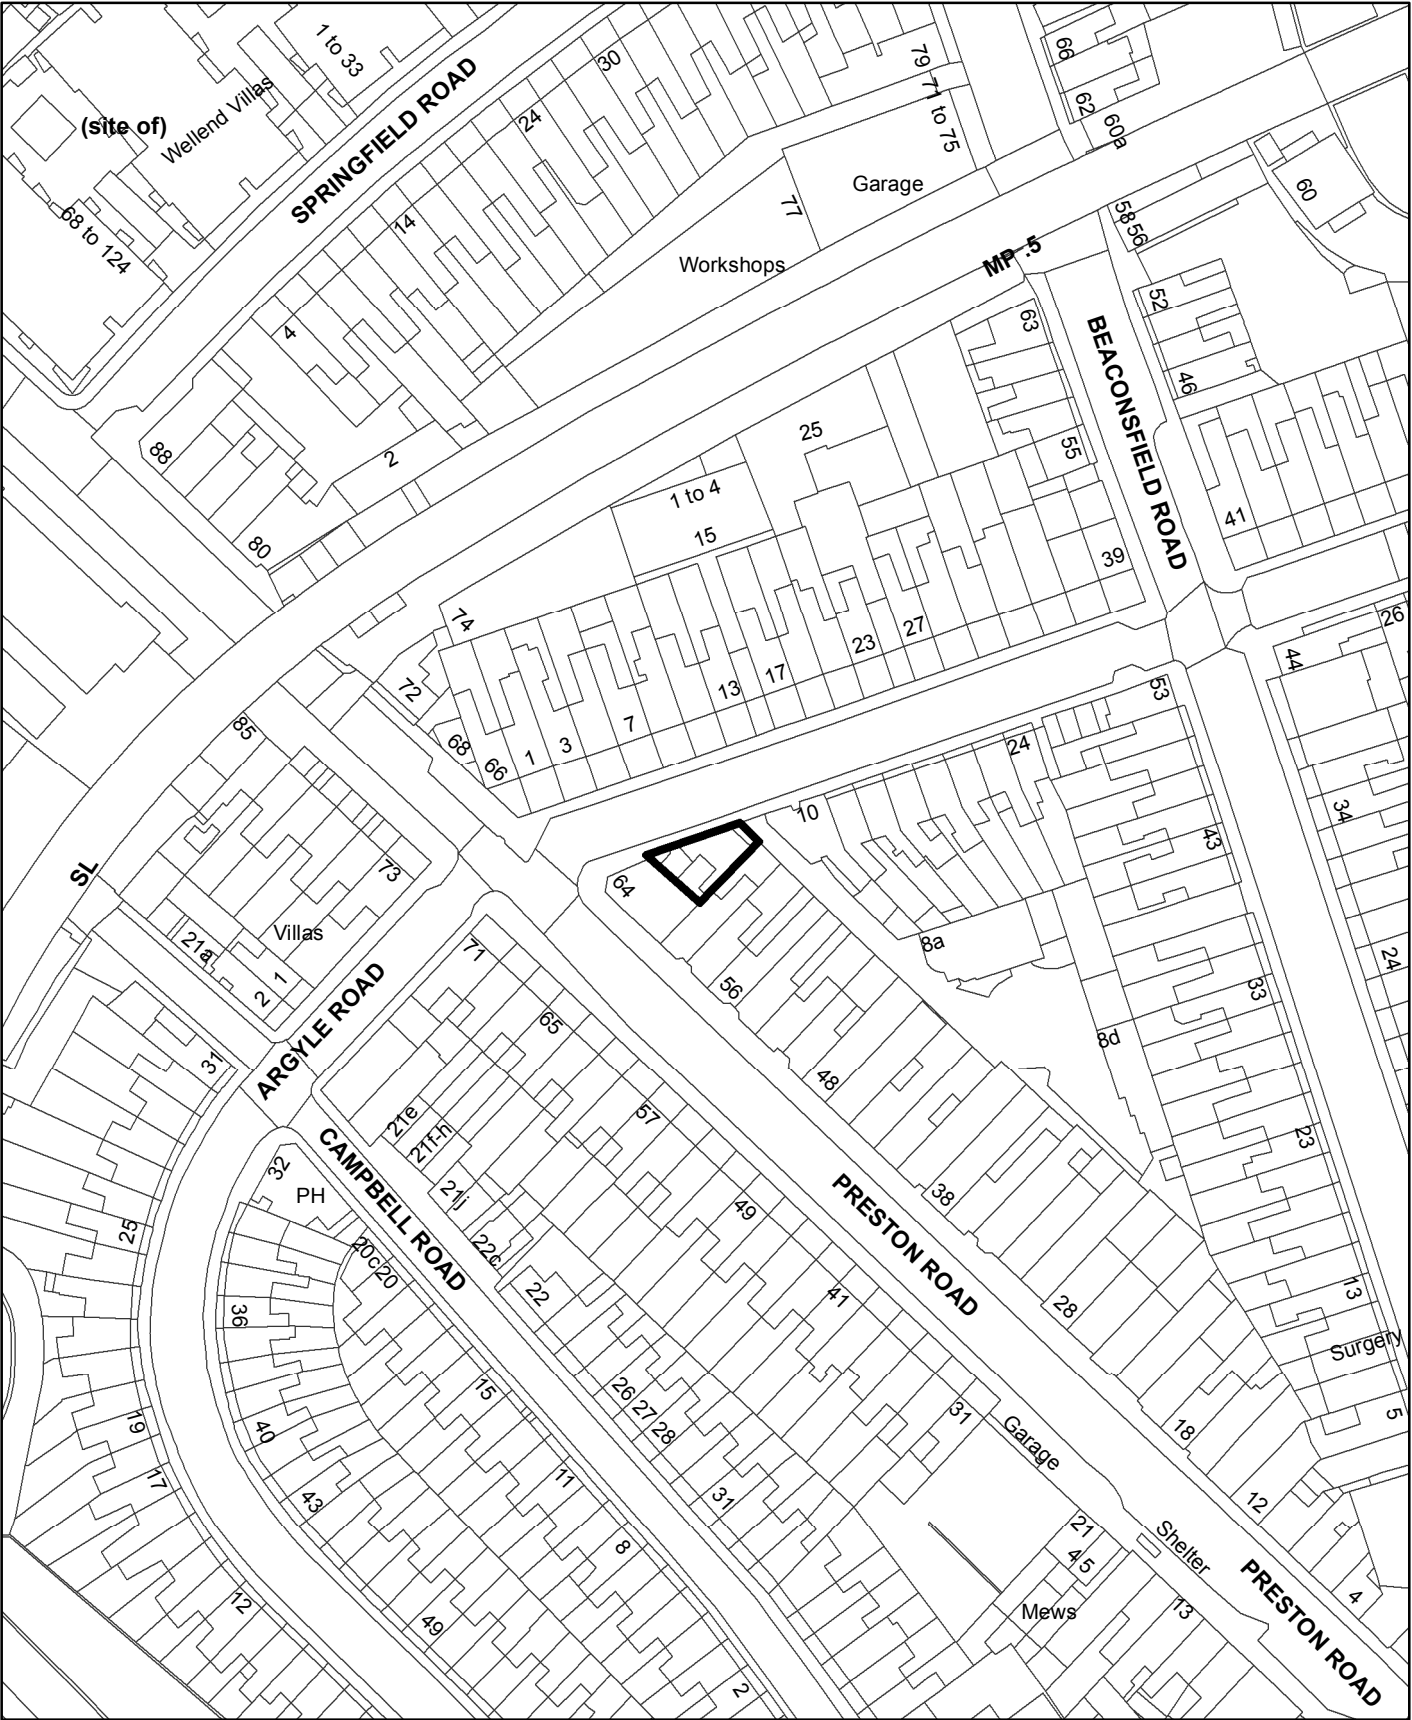 1 to 33
30
79
66
SPRINGFIELD ROAD
71 to 75
62
60a
(site of)
Wellend Villas
24
Garage
60
77
14
58
56
68 to 124
Workshops
MP .5
52
4
63
BEACONSFIELD ROAD
46
88
2
25
55
1 to 4
41
80
15
39
74
26
27
23
44
72
17
13
53
85
7
68
3
1
66
24
10
34
43
SL
73
64
Villas
71
21a
8a
24
1
2
56
33
ARGYLE ROAD
65
31
8d
48
57
21e
21f-h
23
CAMPBELL ROAD
32
PH
21j
38
PRESTON ROAD
49
25
22c
20c
20
22
41
28
13
36
Surgery
15
26
27
28
31
Garage
18
5
19
40
17
43
11
31
12
21
4
5
Shelter
8
12
49
Mews
13
4
PRESTON ROAD
2